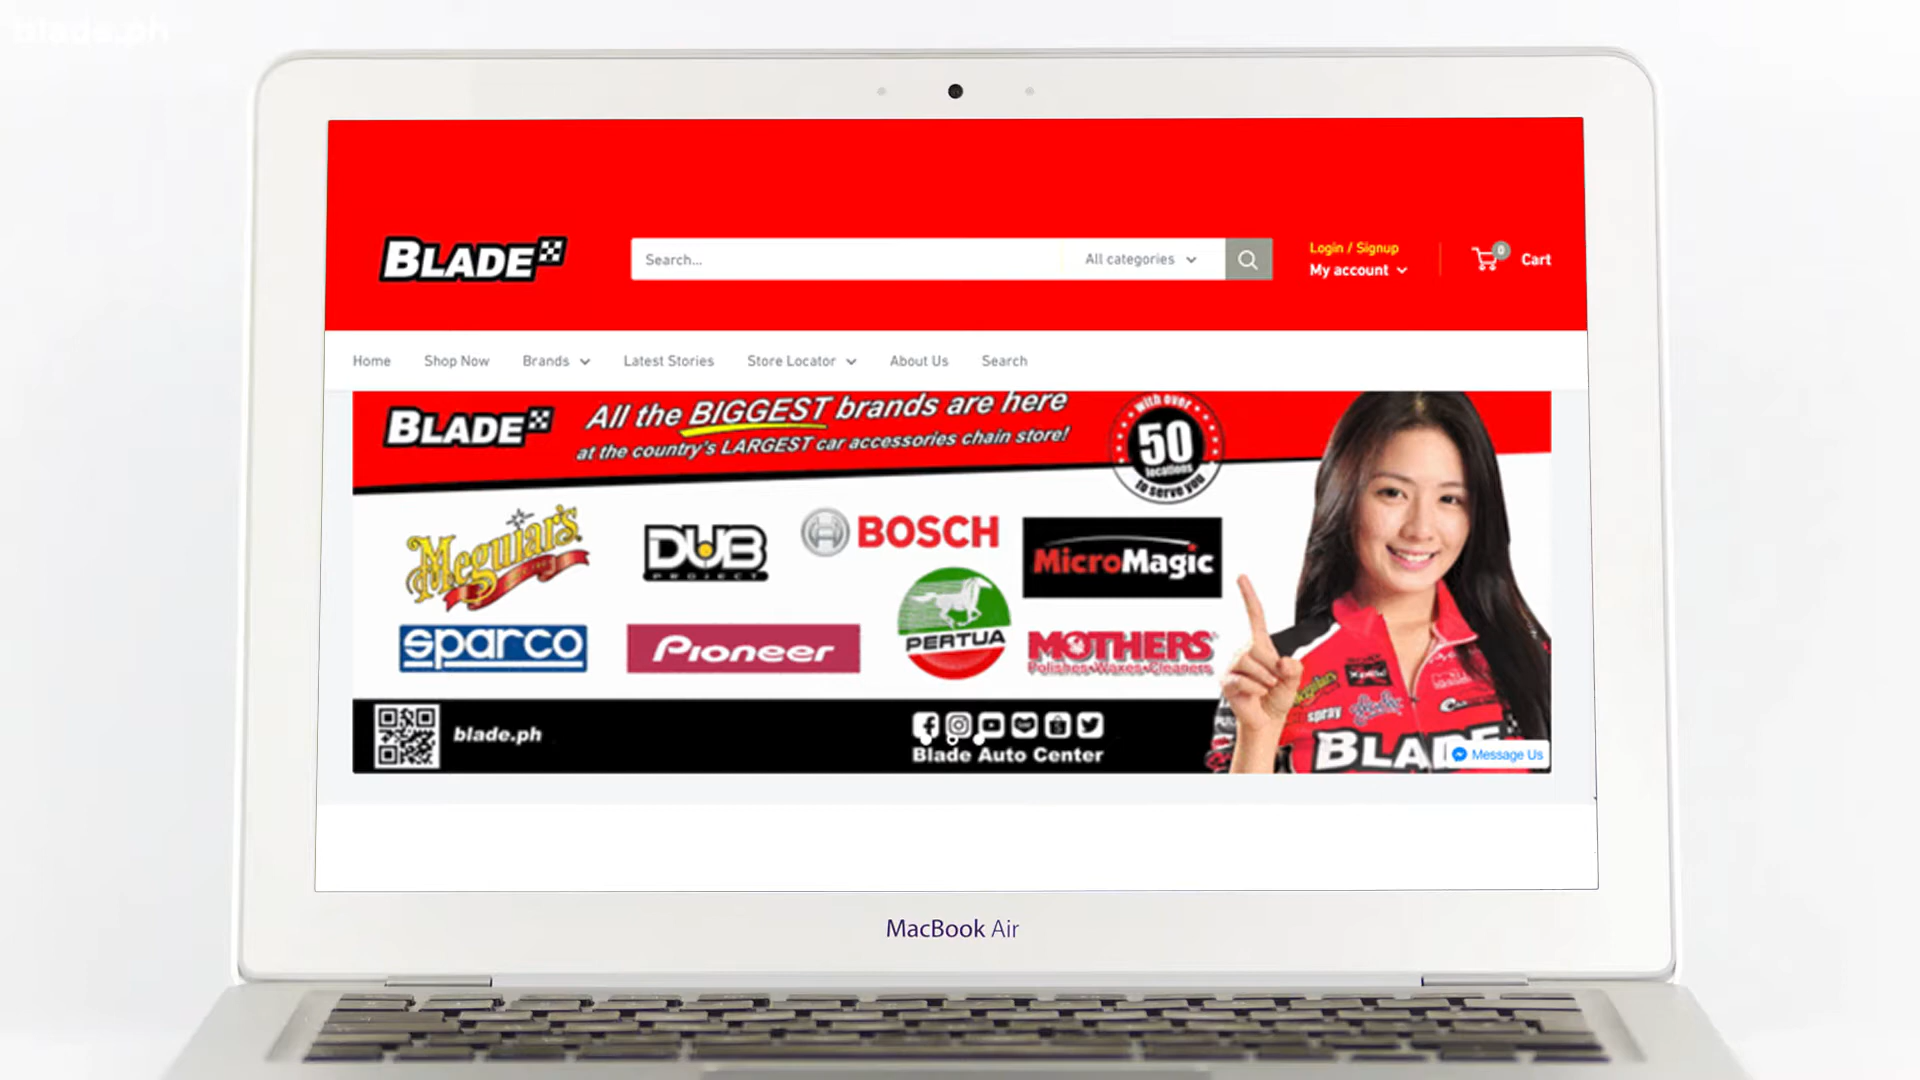 blade.ph
BLADE
Search...
All categories
Login / Signup
My account
0
Cart
Home
Shop Now
Brands
Latest Stories
Store Locator
About Us
Search
BLADE
All the BIGGEST brands are here
at the country's LARGEST car accessories chain store!
with over
50
locations
to serve you
Meguiar's
DUB
PROJECT
BOSCH
MicroMagic
PERTUA
sparco
Pioneer
MOTHERS
Polishes•Waxes•Cleaners
Meguiar's
spray
BLADE
blade.ph
Blade Auto Center
Message Us
MacBook Air